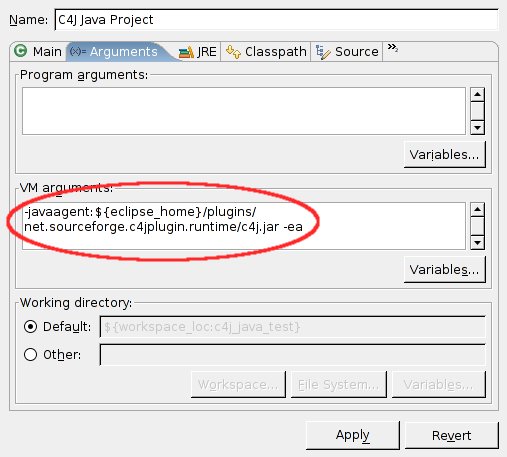 Name: C4J Java Project
Main (x)= Arguments JRE Classpath Source »₂
Program arguments:
Variables...
VM arguments:
-javaagent:${eclipse_home}/plugins/
net.sourceforge.c4jplugin.runtime/c4j.jar -ea
Variables...
Working directory:
Default: ${workspace_loc:c4j_java_test}
Other:
Workspace... File System... Variables...
Apply Revert